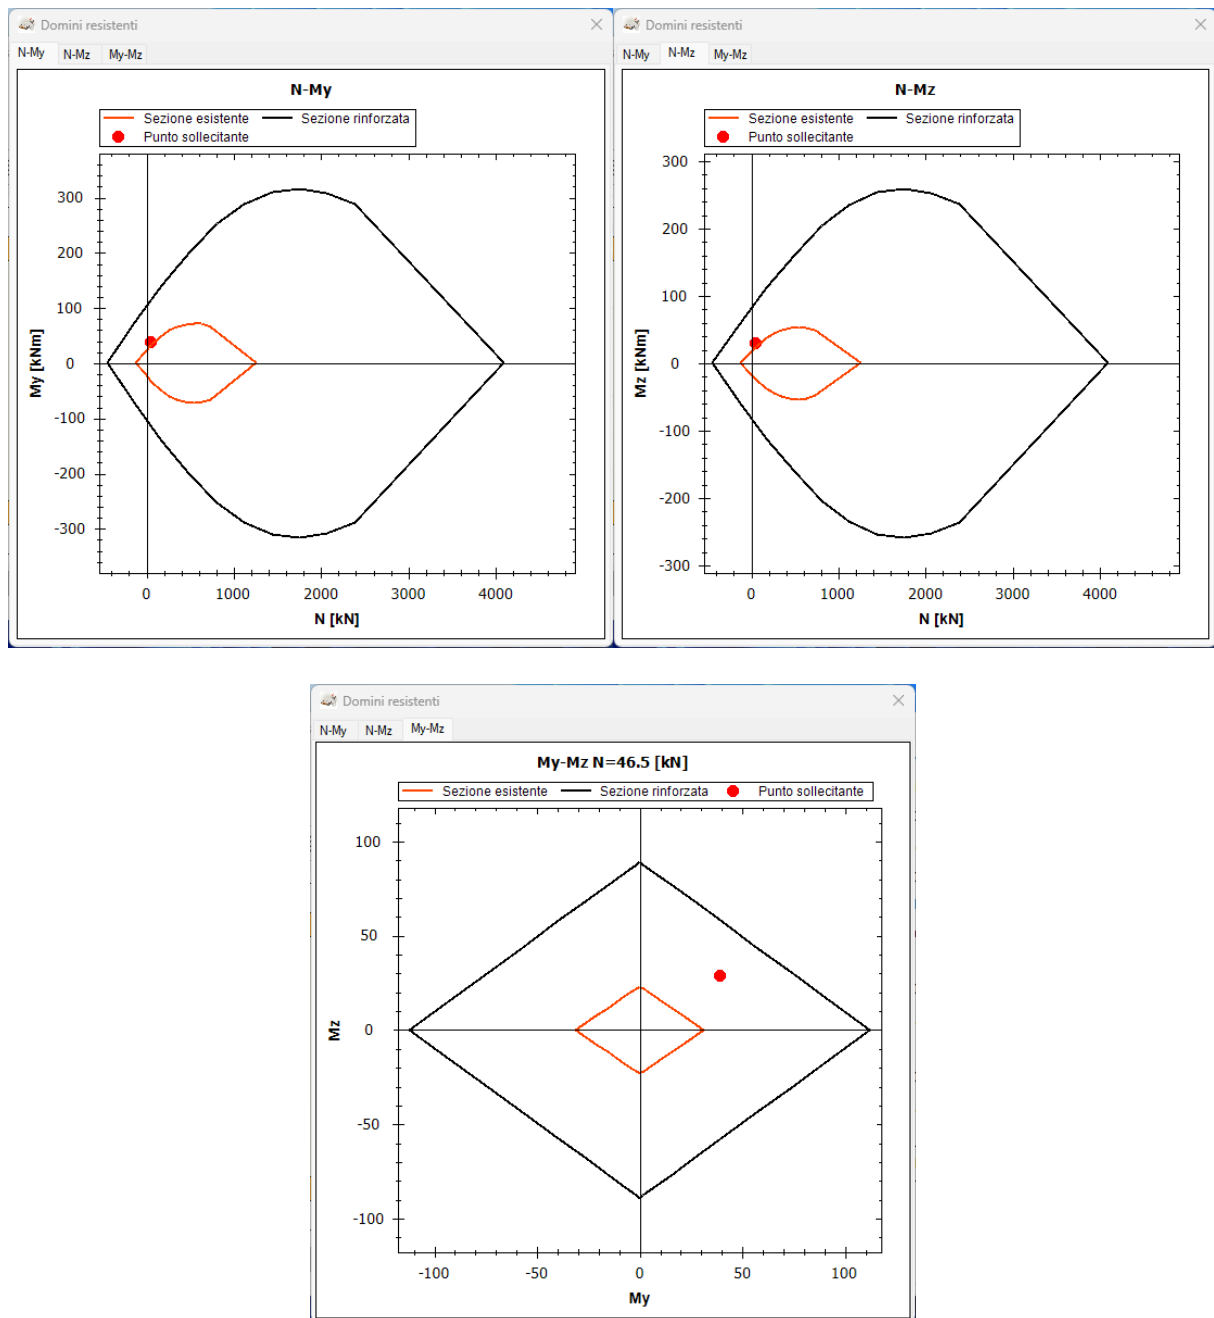 Domini resistenti
N-My N-Mz My-Mz
N-My
Sezione esistente Sezione rinforzata
Punto sollecitante
300
200
100
0
-100
-200
-300
My [kNm]
0 1000 2000 3000 4000
N [kN]
Domini resistenti
N-My N-Mz My-Mz
N-Mz
Sezione esistente Sezione rinforzata
Punto sollecitante
300
200
100
0
-100
-200
-300
Mz [kNm]
0 1000 2000 3000 4000
N [kN]
Domini resistenti
N-My N-Mz My-Mz
My-Mz N=46.5 [kN]
Sezione esistente Sezione rinforzata Punto sollecitante
100
50
0
-50
-100
Mz
-100 -50 0 50 100
My